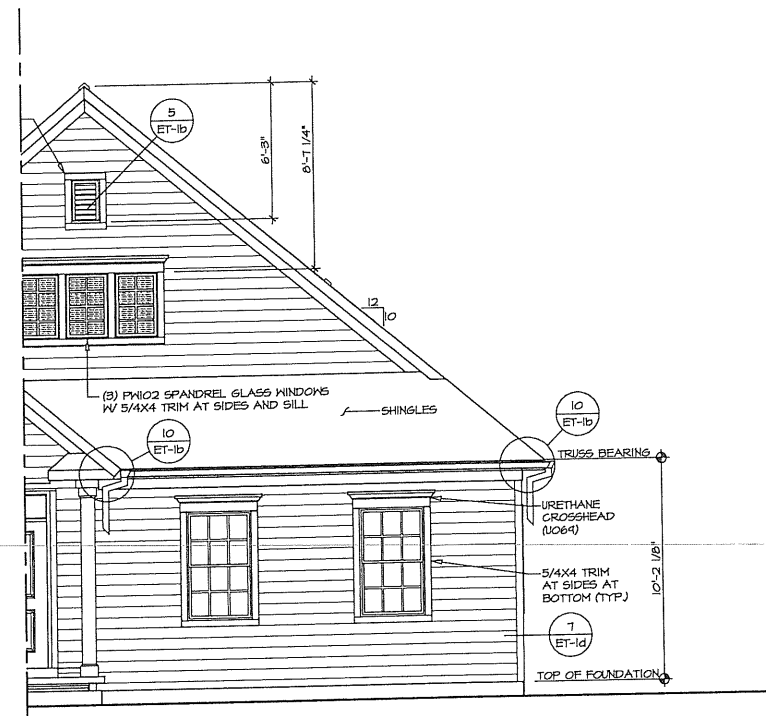 5
ET-1b
6'-3"
8'-7 1/4"
12
10
(3) PW102 SPANDREL GLASS WINDOWS
W/ 5/4X4 TRIM AT SIDES AND SILL
SHINGLES
10
ET-1b
10
ET-1b
TRUSS BEARING
URETHANE
CROSSHEAD
(U069)
5/4X4 TRIM
AT SIDES AT
BOTTOM (TYP.)
10'-2 1/8"
7
ET-1d
TOP OF FOUNDATION